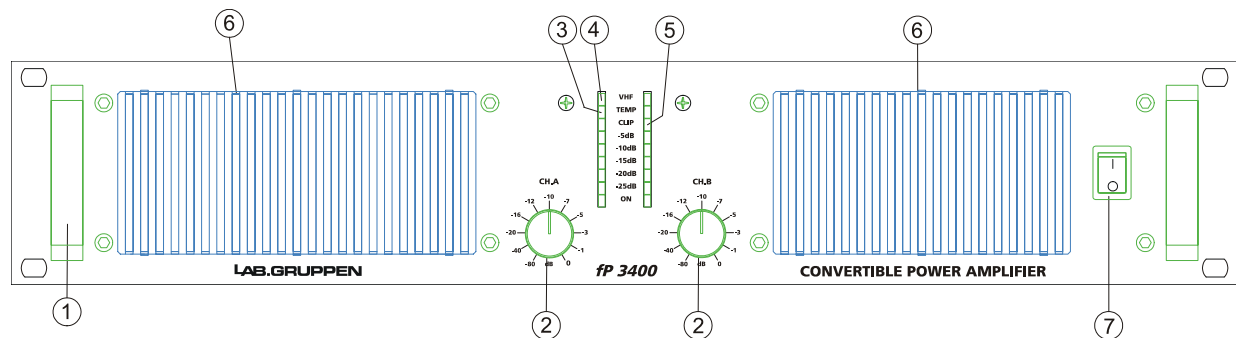 6
3
4
5
6
VHF
TEMP
CLIP
-5dB
-10dB
-15dB
-20dB
-25dB
ON
CH.A
-80 -40 -20 -16 -12 -10 -7 -5 -3 -1 0
dB
CH.B
-80 -40 -20 -16 -12 -10 -7 -5 -3 -1 0
dB
LAB.GRUPPEN
fP 3400
CONVERTIBLE POWER AMPLIFIER
1
2
2
7